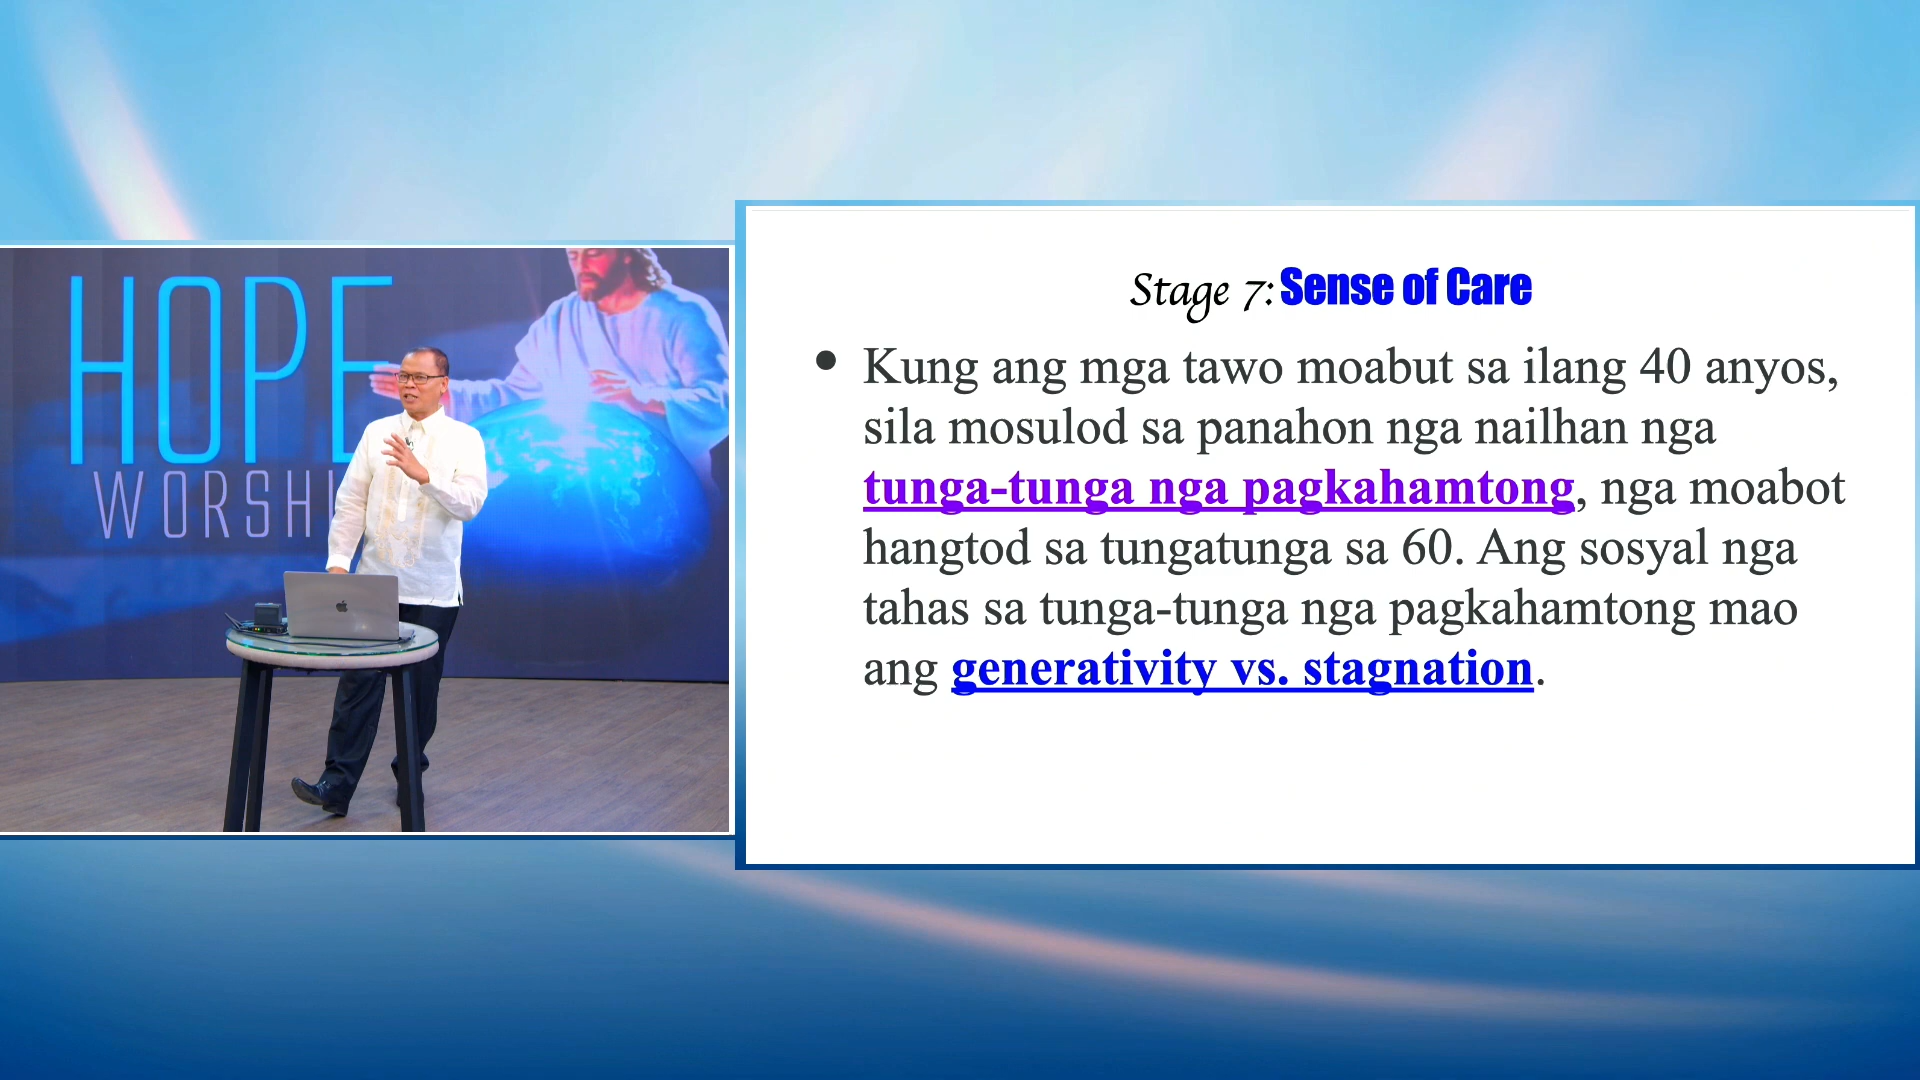 HOPE
WORSHI
Stage 7: Sense of Care
• Kung ang mga tawo moabut sa ilang 40 anyos,
sila mosulod sa panahon nga nailhan nga
tunga-tunga nga pagkahamtong, nga moabot
hangtod sa tungatunga sa 60. Ang sosyal nga
tahas sa tunga-tunga nga pagkahamtong mao
ang generativity vs. stagnation.